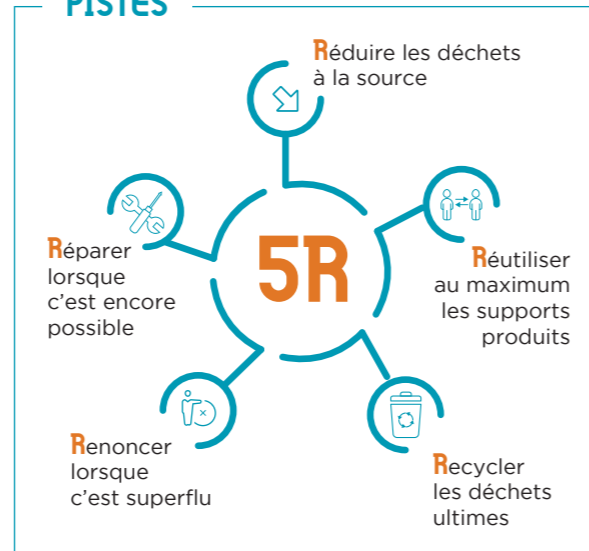 PISTES
Réduire les déchets
à la source
5R
Réparer
lorsque
c'est encore
possible
Réutiliser
au maximum
les supports
produits
Renoncer
lorsque
c'est superflu
Recycler
les déchets
ultimes